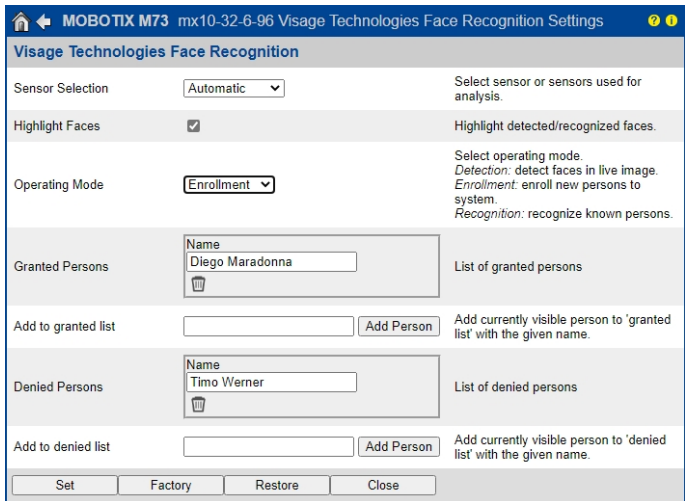 MOBOTIX M73 mx10-32-6-96 Visage Technologies Face Recognition Settings
Visage Technologies Face Recognition
Sensor Selection
Automatic
Select sensor or sensors used for
analysis.
Highlight Faces
Highlight detected/recognized faces.
Operating Mode
Enrollment
Select operating mode.
Detection: detect faces in live image.
Enrollment: enroll new persons to
system.
Recognition: recognize known persons.
Granted Persons
Name
Diego Maradonna
List of granted persons
Add to granted list
Add Person
Add currently visible person to 'granted
list' with the given name.
Denied Persons
Name
Timo Werner
List of denied persons
Add to denied list
Add Person
Add currently visible person to 'denied
list' with the given name.
Set
Factory
Restore
Close